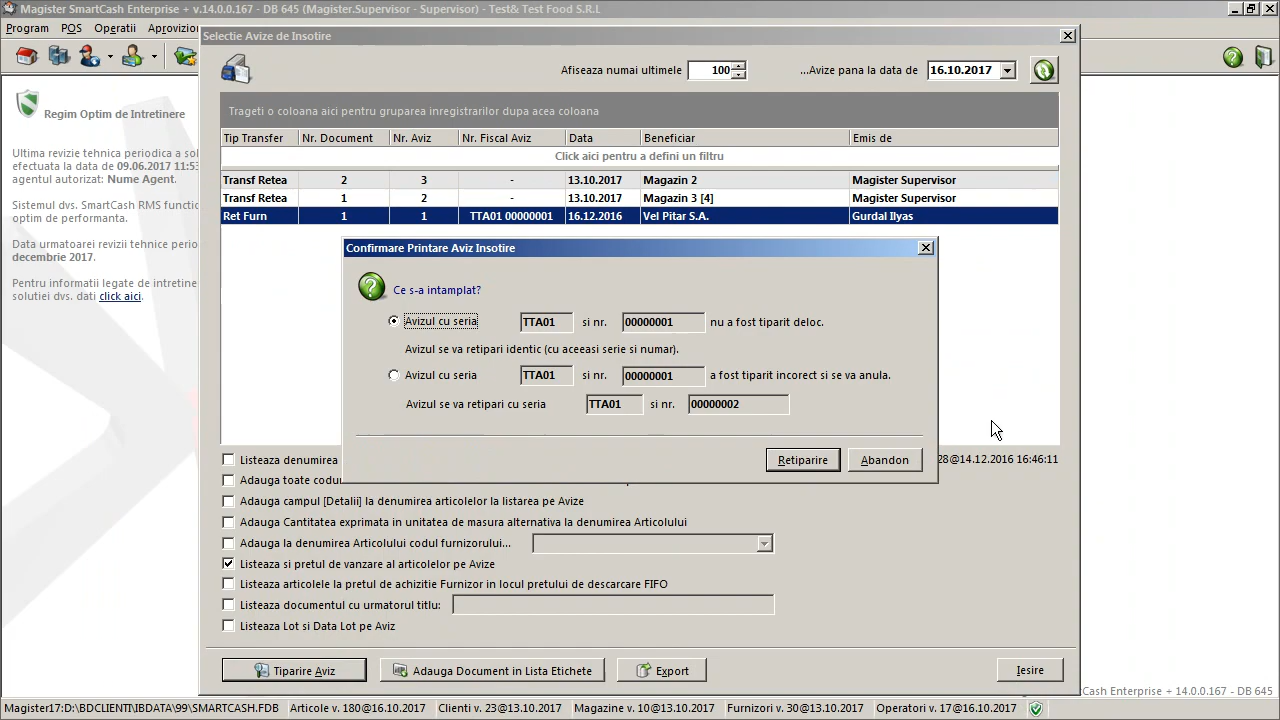 Magister SmartCash Enterprise + v.14.0.0.167 - DB 645 (Magister.Supervisor - Supervisor) - Test& Test Food S.R.L
Program POS Operatii Aprovizio
Selectie Avize de Insotire
Afiseaza numai ultimele 100 ...Avize pana la data de 16.10.2017
Regim Optim de Intretinere
Ultima revizie tehnica periodica a so
efectuata la data de 09.06.2017 11:53
agentul autorizat: Nume Agent.
Sistemul dvs. SmartCash RMS functio
optim de performanta.
Data urmatoarei revizii tehnice perio
decembrie 2017.
Pentru informatii legate de intretine
solutiei dvs. dati click aici.
Trageti o coloana aici pentru gruparea inregistrarilor dupa acea coloana
Tip Transfer Nr. Document Nr. Aviz Nr. Fiscal Aviz Data Beneficiar Emis de
Click aici pentru a defini un filtru
Transf Retea 2 3 - 13.10.2017 Magazin 2 Magister Supervisor
Transf Retea 1 2 - 13.10.2017 Magazin 3 [4] Magister Supervisor
Ret Furn 1 1 TTA01 00000001 16.12.2016 Vel Pitar S.A. Gurdal Ilyas
Confirmare Printare Aviz Insotire
Ce s-a intamplat?
Avizul cu seria TTA01 si nr. 00000001 nu a fost tiparit deloc.
Avizul se va retipari identic (cu aceeasi serie si numar).
Avizul cu seria TTA01 si nr. 00000001 a fost tiparit incorect si se va anula.
Avizul se va retipari cu seria TTA01 si nr. 00000002
Retiparire Abandon
Listeaza denumirea 28@14.12.2016 16:46:11
Adauga toate codu
Adauga campul [Detalii] la denumirea articolelor la listarea pe Avize
Adauga Cantitatea exprimata in unitatea de masura alternativa la denumirea Articolului
Adauga la denumirea Articolului codul furnizorului...
Listeaza si pretul de vanzare al articolelor pe Avize
Listeaza articolele la pretul de achizitie Furnizor in locul pretului de descarcare FIFO
Listeaza documentul cu urmatorul titlu:
Listeaza Lot si Data Lot pe Aviz
Tiparire Aviz Adauga Document in Lista Etichete Export Iesire
Cash Enterprise + 14.0.0.167 - DB 645
Magister17:D:\BDCLIENTI\IBDATA\99\SMARTCASH.FDB Articole v. 180@16.10.2017 Clienti v. 23@13.10.2017 Magazine v. 10@13.10.2017 Furnizori v. 30@13.10.2017 Operatori v. 17@16.10.2017